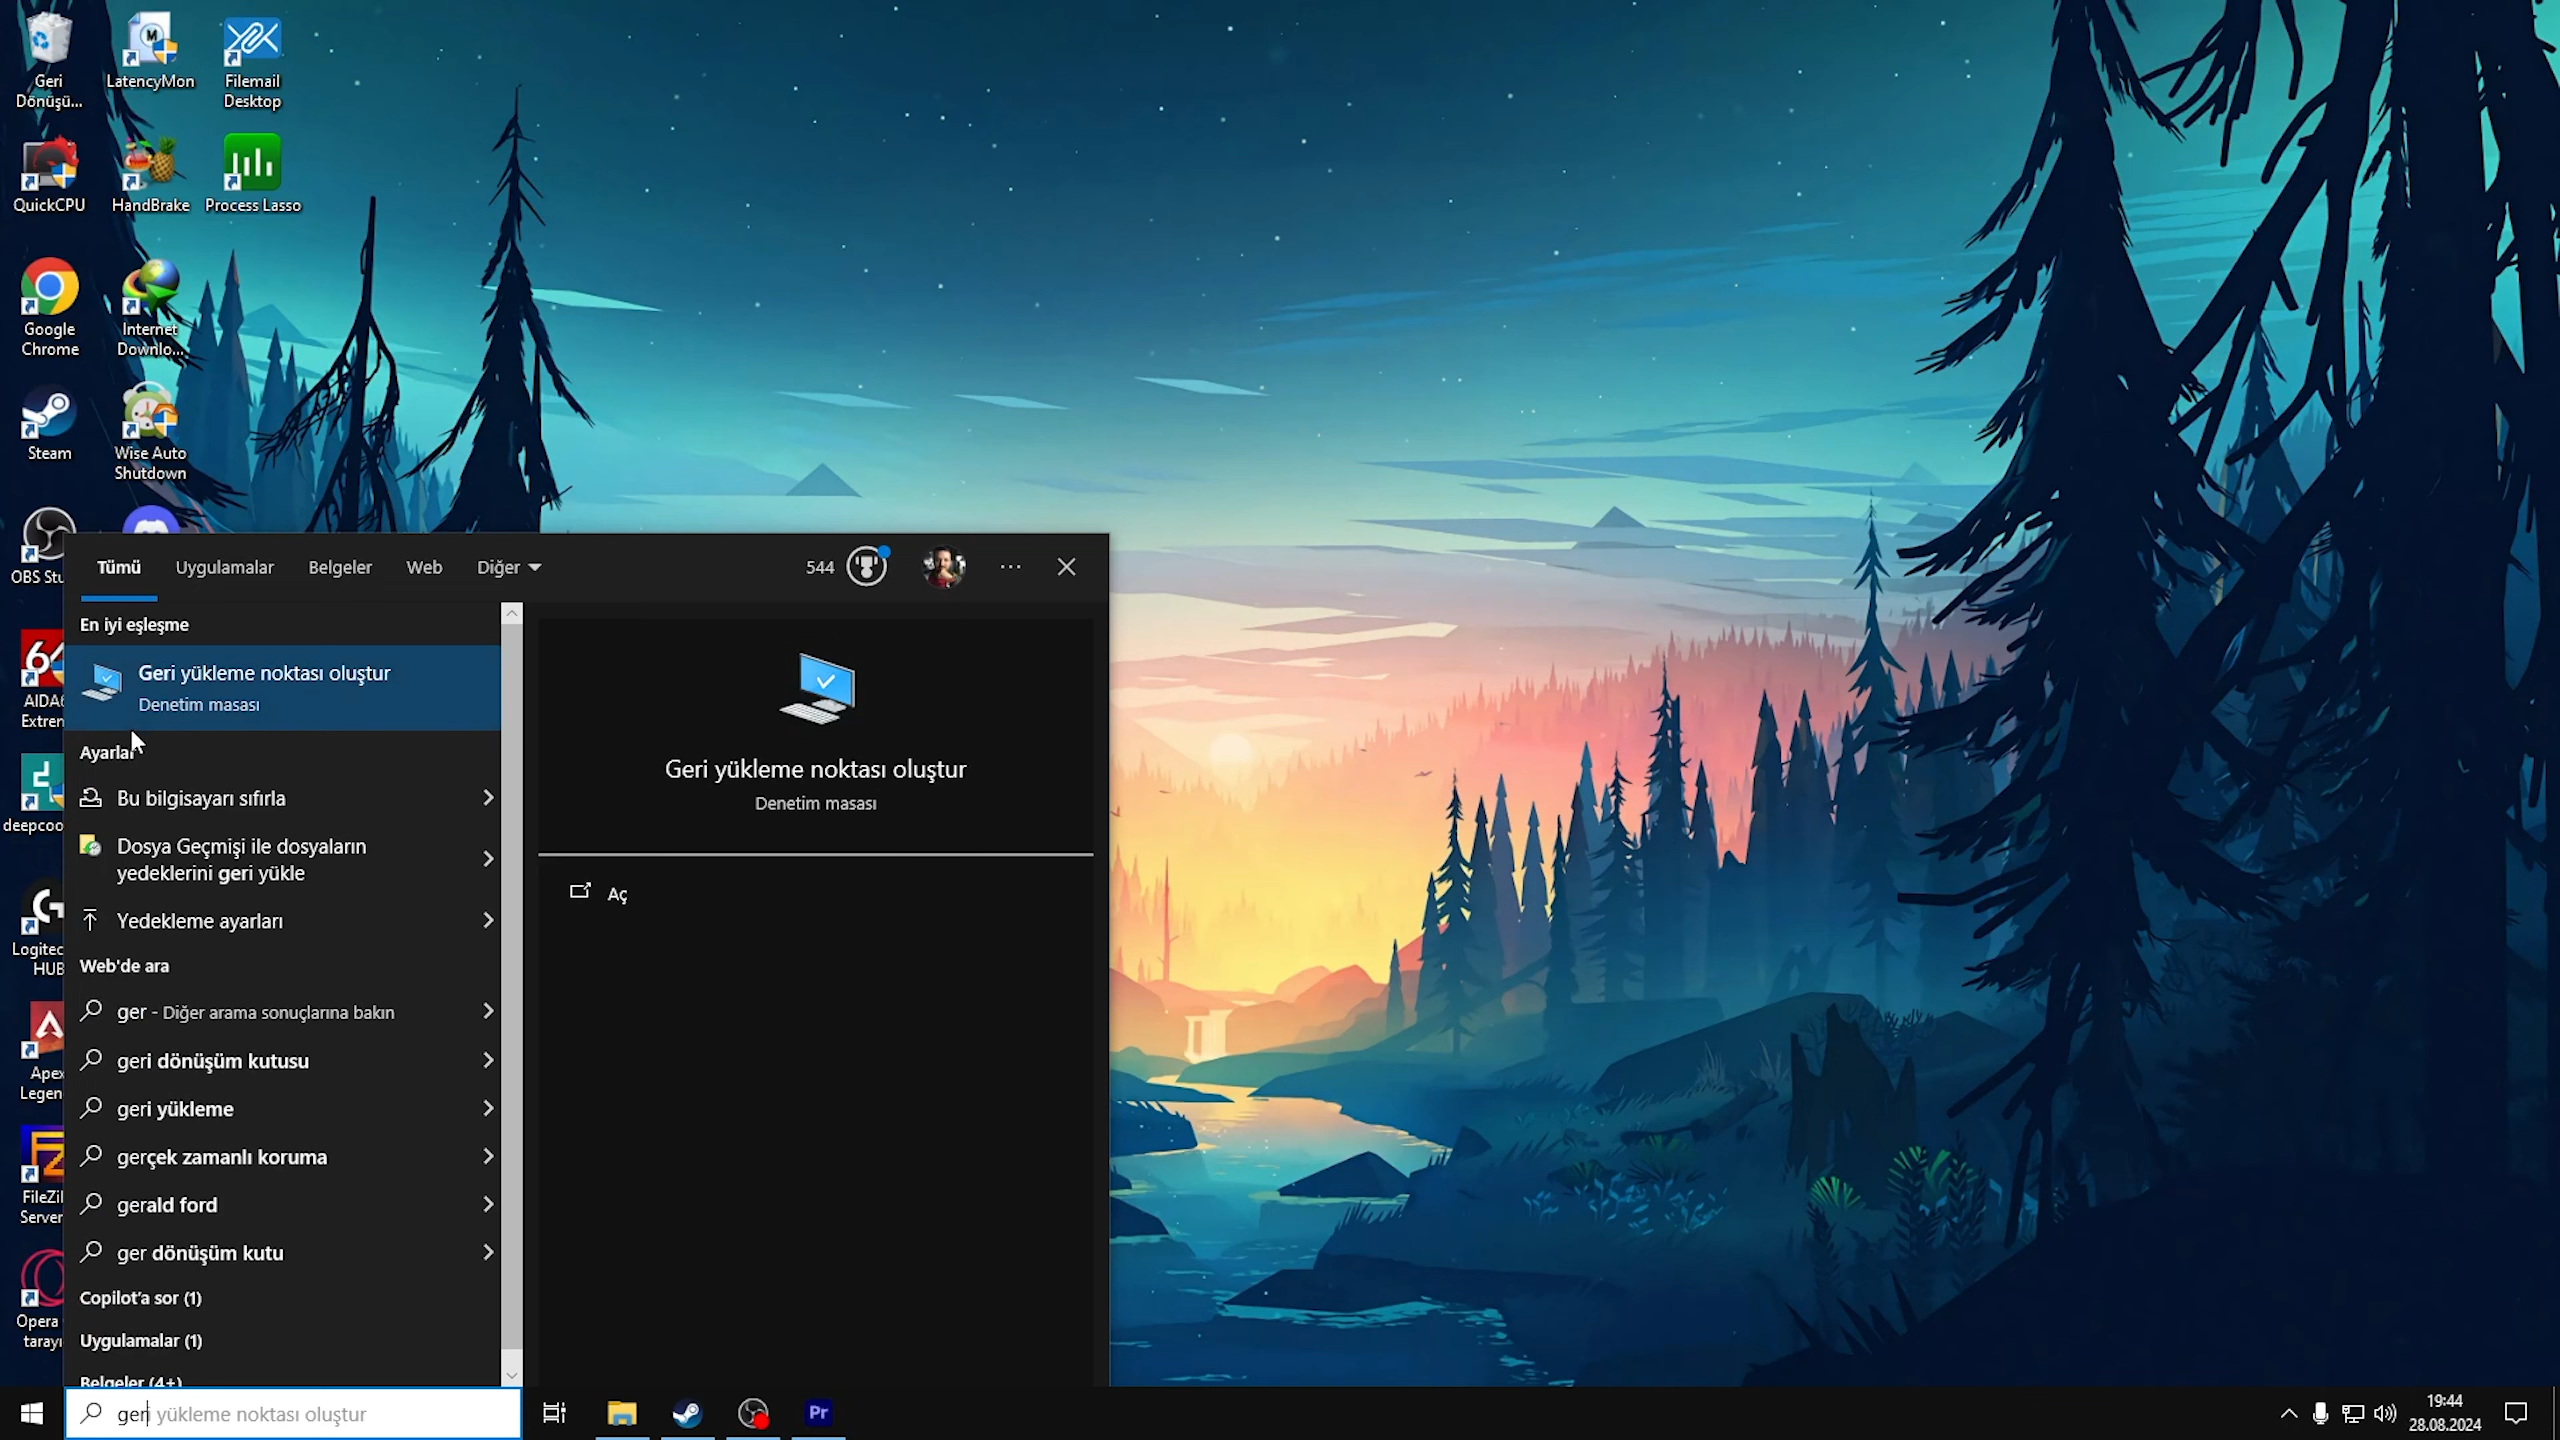 Geri
Dönüşü...
LatencyMon
Filemail
Desktop
QuickCPU
HandBrake
Process Lasso
Google
Chrome
Internet
Downlo...
Steam
Wise Auto
Shutdown
OBS Stu
AIDA6
Extren
deepcoo
Logitec
HUB
Apex
Legen
FileZil
Server
Opera
tarayı
Tümü
Uygulamalar
Belgeler
Web
Diğer
544
En iyi eşleşme
Geri yükleme noktası oluştur
Denetim masası
Ayarlar
Bu bilgisayarı sıfırla
Dosya Geçmişi ile dosyaların
yedeklerini geri yükle
Yedekleme ayarları
Web'de ara
ger - Diğer arama sonuçlarına bakın
geri dönüşüm kutusu
geri yükleme
gerçek zamanlı koruma
gerald ford
ger dönüşüm kutu
Copilot'a sor (1)
Uygulamalar (1)
Belgeler (4+)
Geri yükleme noktası oluştur
Denetim masası
Aç
geri yükleme noktası oluştur
Pr
19:44
28.08.2024